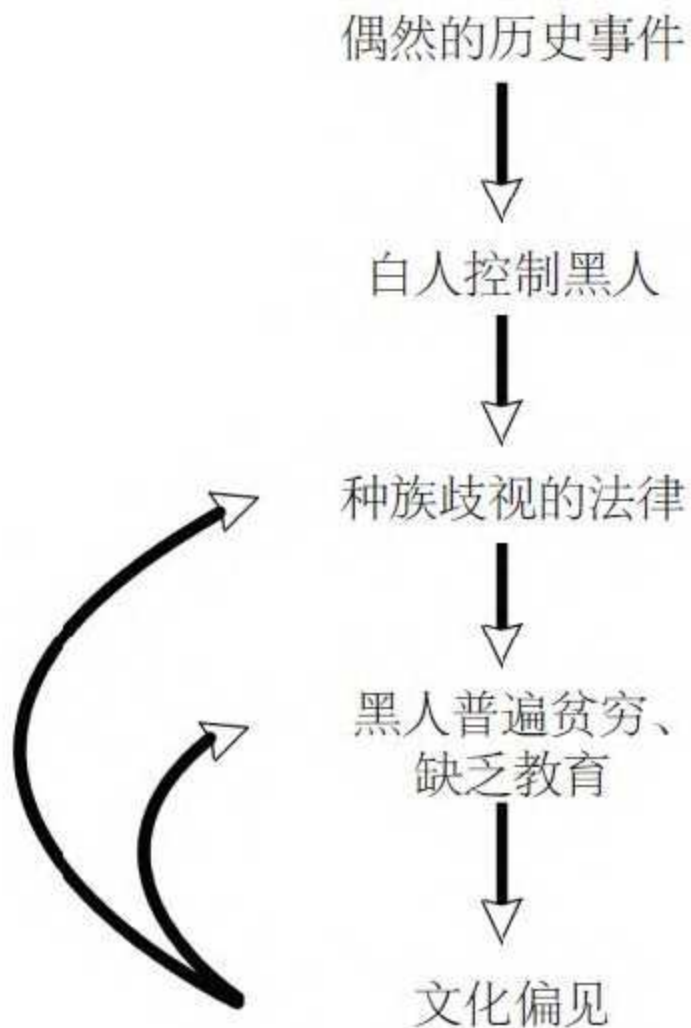 偶然的历史事件
白人控制黑人
种族歧视的法律
黑人普遍贫穷、
缺乏教育
文化偏见